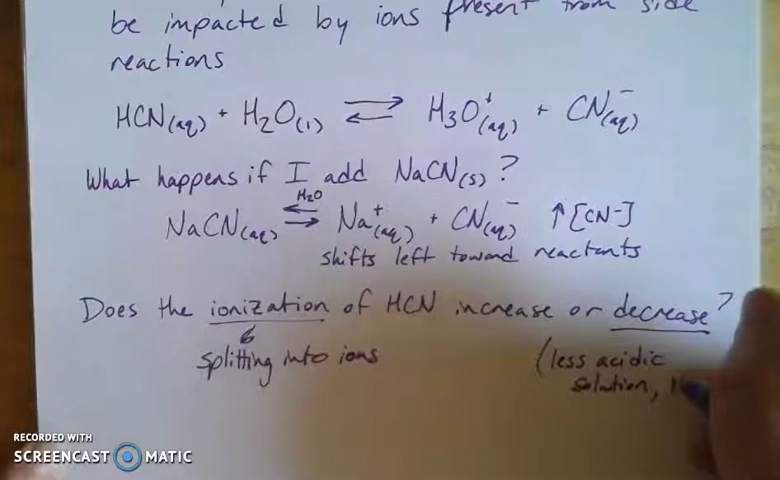 be impacted by ions present from side
reactions
HCN(aq) + H₂O(l) ⇌ H₃O⁺(aq) + CN⁻(aq)
What happens if I add NaCN(s)?
H₂O
NaCN(aq) ⇌ Na⁺(aq) + CN⁻(aq) ↑[CN-]
shifts left toward reactants
Does the ionization of HCN increase or decrease?
splitting into ions
(less acidic
solution,
RECORDED WITH
SCREENCAST MATIC